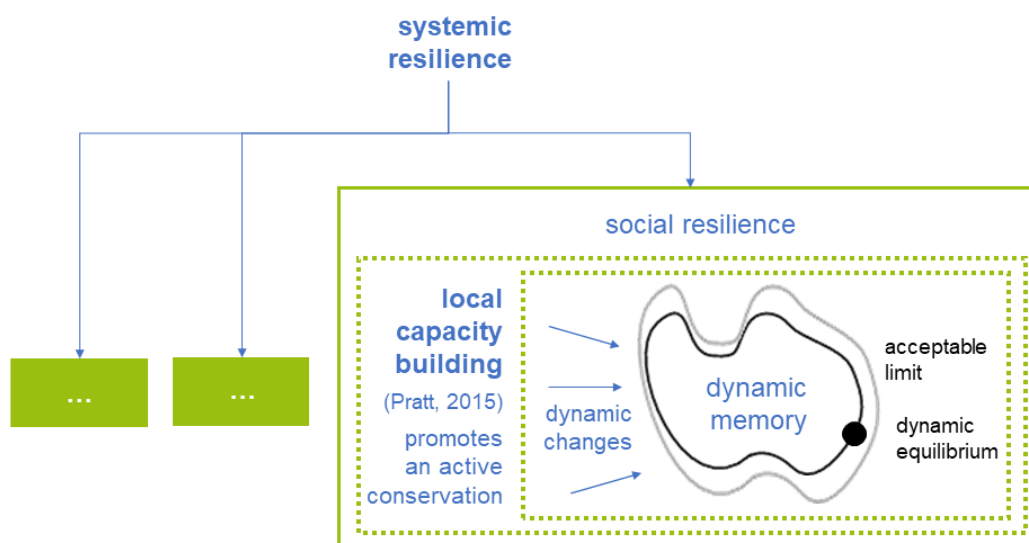 systemic
resilience
social resilience
...
...
local
capacity
building
(Pratt, 2015)
promotes
an active
conservation
dynamic
changes
dynamic
memory
acceptable
limit
dynamic
equilibrium